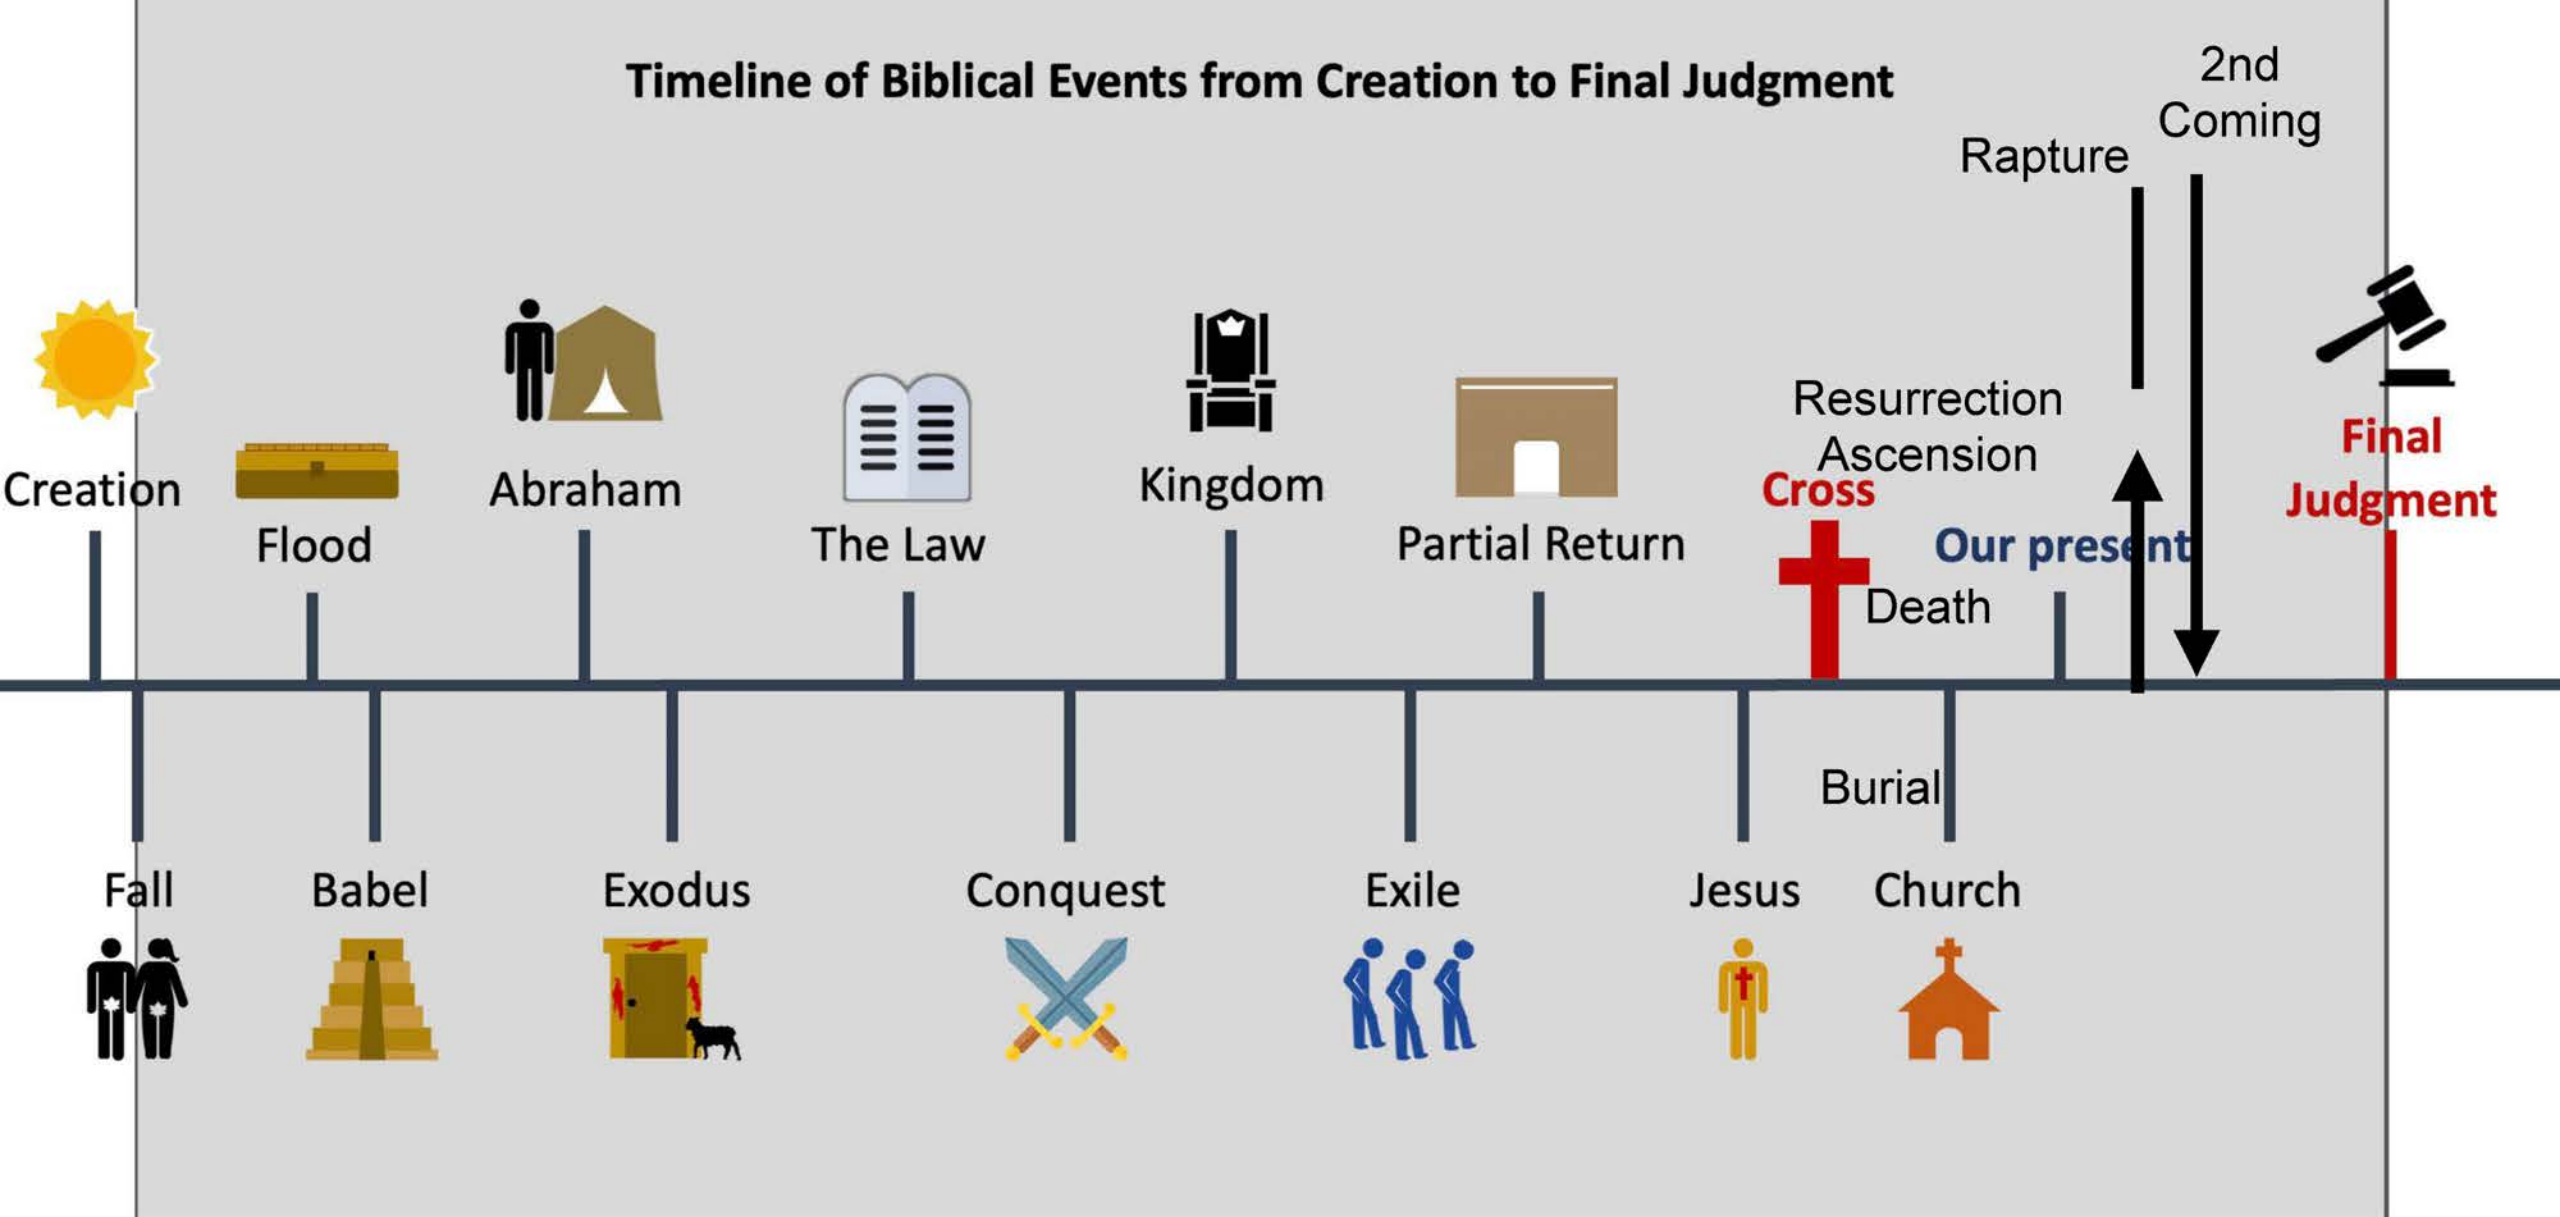 Timeline of Biblical Events from Creation to Final Judgment
2nd
Coming
Rapture
Creation
Flood
Abraham
The Law
Kingdom
Partial Return
Resurrection
Ascension
Cross
Death
Our present
Final
Judgment
Burial
Fall
Babel
Exodus
Conquest
Exile
Jesus
Church